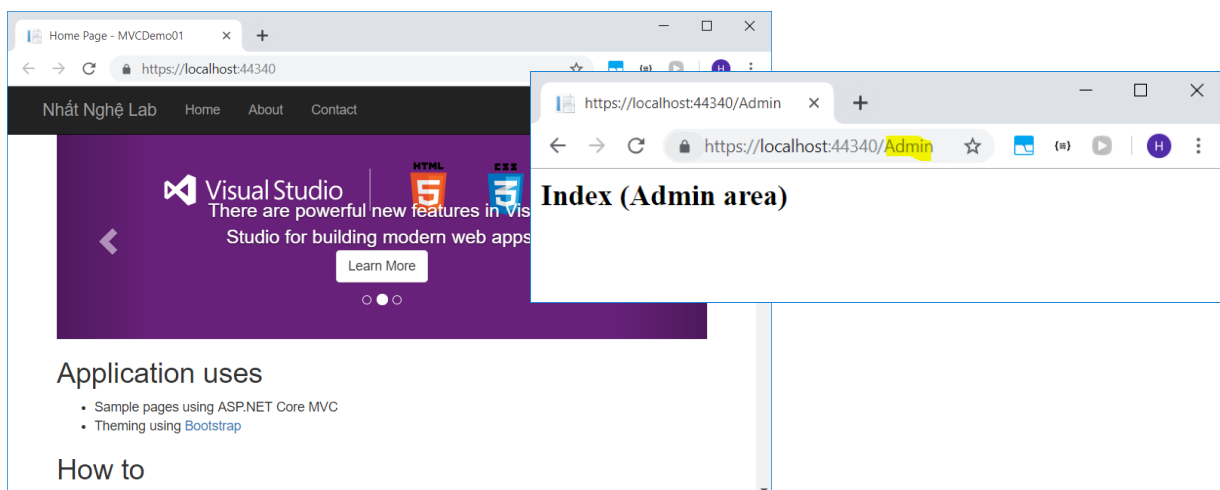 Home Page - MVCDemo01
https://localhost:44340
Nhất Nghệ Lab Home About Contact
Visual Studio
HTML
5
CSS
3
There are powerful new features in Vis
Studio for building modern web apps
Learn More
Application uses
Sample pages using ASP.NET Core MVC
Theming using Bootstrap
How to
https://localhost:44340/Admin
https://localhost:44340/Admin
H
Index (Admin area)